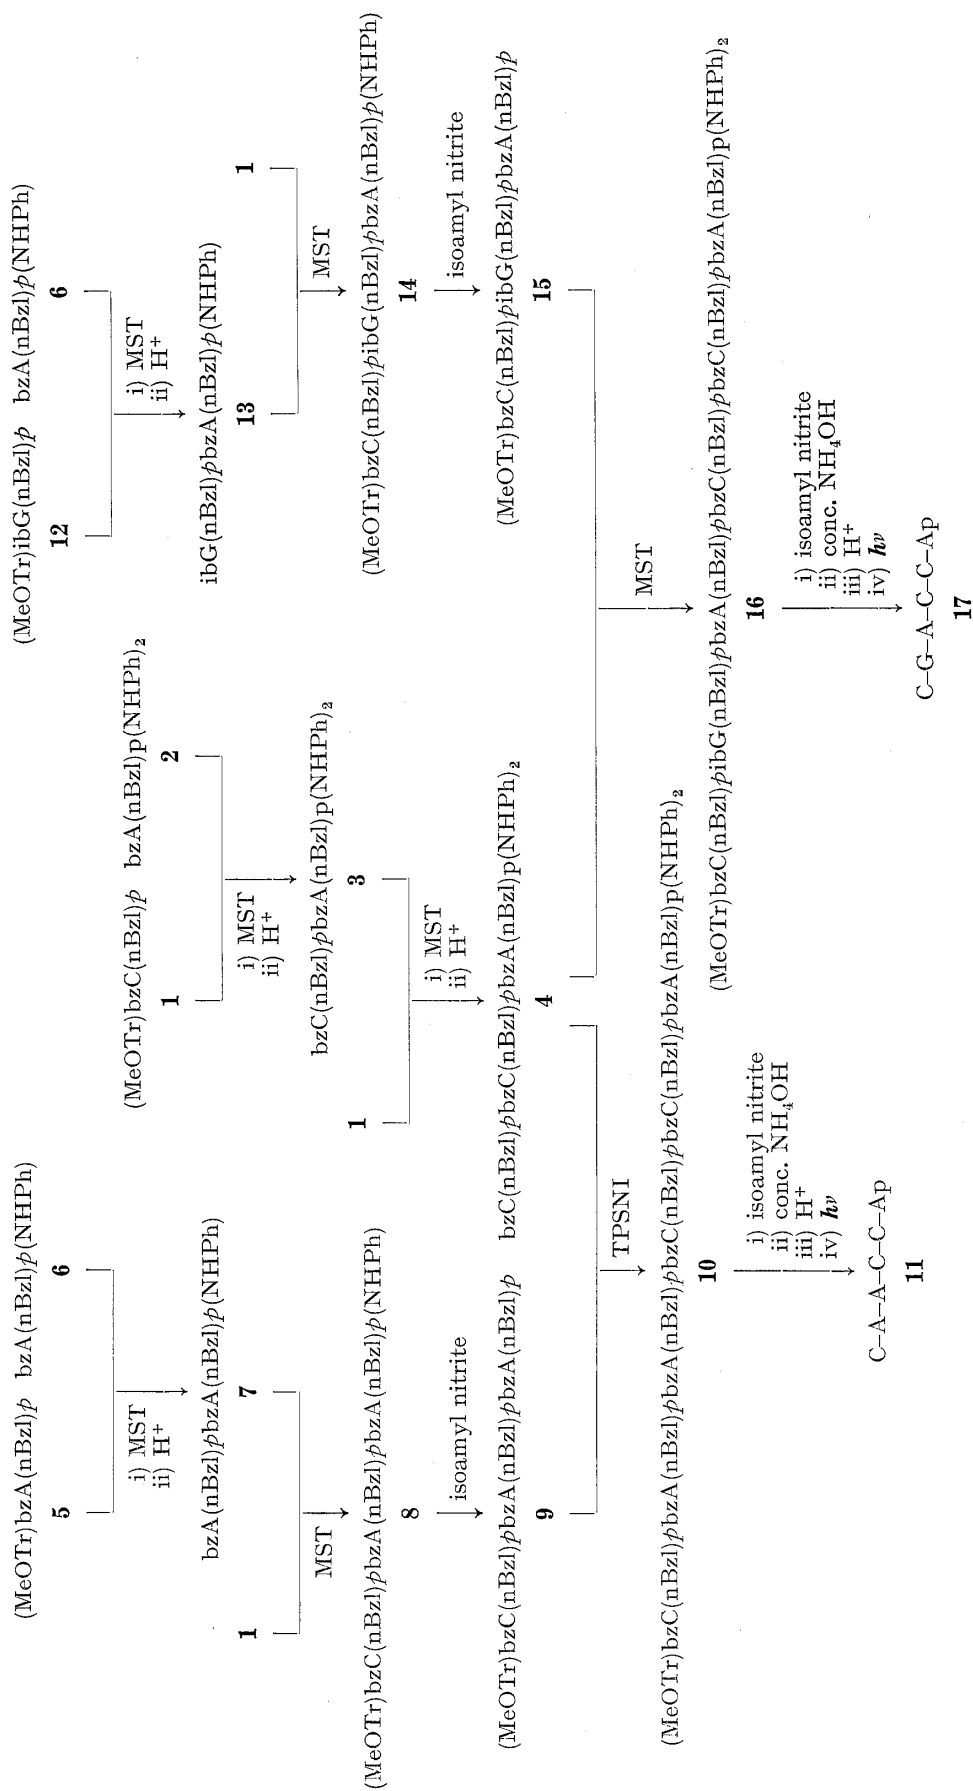 (MeOTr)bzA(nBzl)p bzA(nBzl)p(NHPh)
5 6
i) MST
ii) H⁺
bzA(nBzl)pbzA(nBzl)p(NHPh)
1 7
MST
(MeOTr)bzC(nBzl)pbzA(nBzl)pbzA(nBzl)p(NHPh)
8
isoamyl nitrite
(MeOTr)bzC(nBzl)pbzA(nBzl)pbzA(nBzl)p
9
(MeOTr)bzC(nBzl)p bzA(nBzl)p(NHPh)₂
1 2
i) MST
ii) H⁺
bzC(nBzl)pbzA(nBzl)p(NHPh)₂
1 3
i) MST
ii) H⁺
bzC(nBzl)pbzC(nBzl)pbzA(nBzl)p(NHPh)₂
4
TPSNI
(MeOTr)bzC(nBzl)pbzA(nBzl)pbzA(nBzl)pbzC(nBzl)pbzC(nBzl)pbzA(nBzl)p(NHPh)₂
10
i) isoamyl nitrite
ii) conc. NH₄OH
iii) H⁺
iv) hν
C–A–A–C–C–Ap
11
(MeOTr)ibG(nBzl)p bzA(nBzl)p(NHPh)
12 6
i) MST
ii) H⁺
ibG(nBzl)pbzA(nBzl)p(NHPh)
13 1
MST
(MeOTr)bzC(nBzl)pibG(nBzl)pbzA(nBzl)p(NHPh)
14
isoamyl nitrite
(MeOTr)bzC(nBzl)pibG(nBzl)pbzA(nBzl)p
15
MST
(MeOTr)bzC(nBzl)pibG(nBzl)pbzA(nBzl)pbzC(nBzl)pbzC(nBzl)pbzA(nBzl)p(NHPh)₂
16
i) isoamyl nitrite
ii) conc. NH₄OH
iii) H⁺
iv) hν
C–G–A–C–C–Ap
17